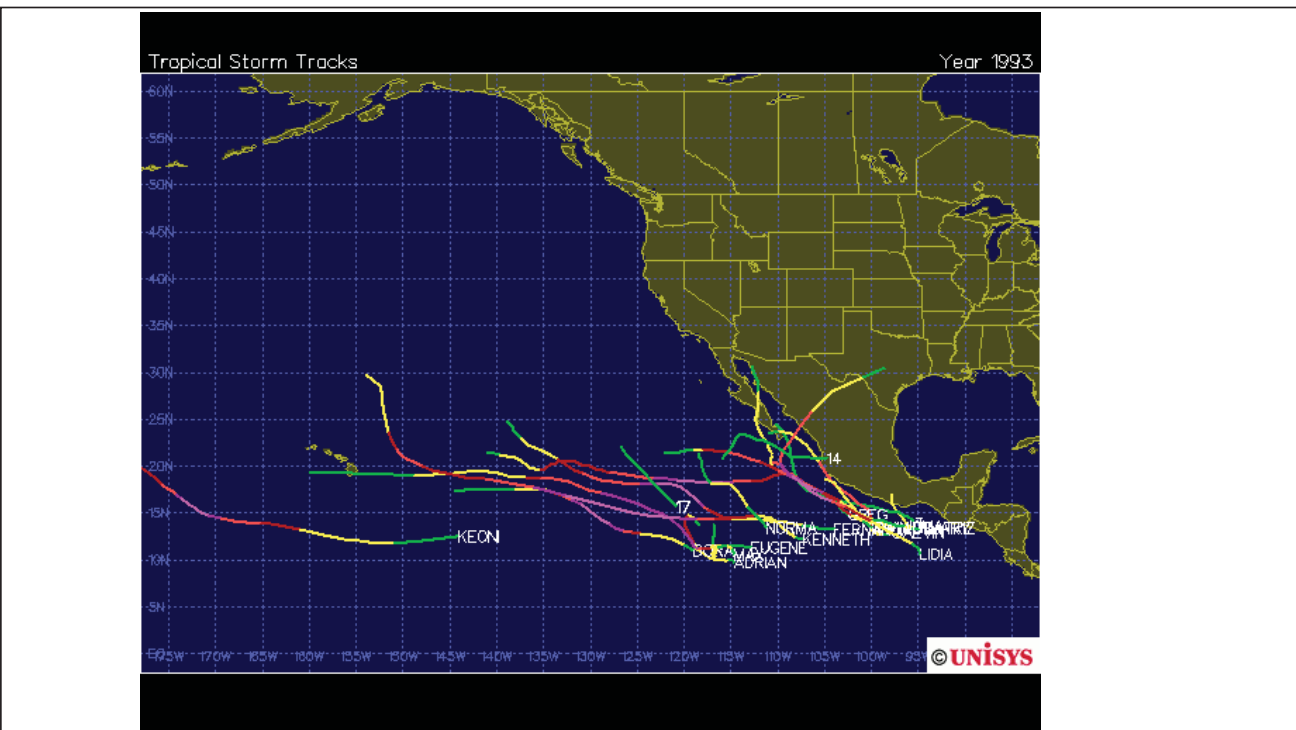 Tropical Storm Tracks
Year 1993
60N
55N
50N
45N
40N
35N
30N
25N
20N
15N
10N
5N
EQ
14
17
GREG
NORMA
KENNETH
KEONI
DORA
EUGENE
MAX
ADRIAN
LIDIA
175W 170W 165W 160W 155W 150W 145W 140W 135W 130W 125W 120W 115W 110W 105W 100W
© UNISYS